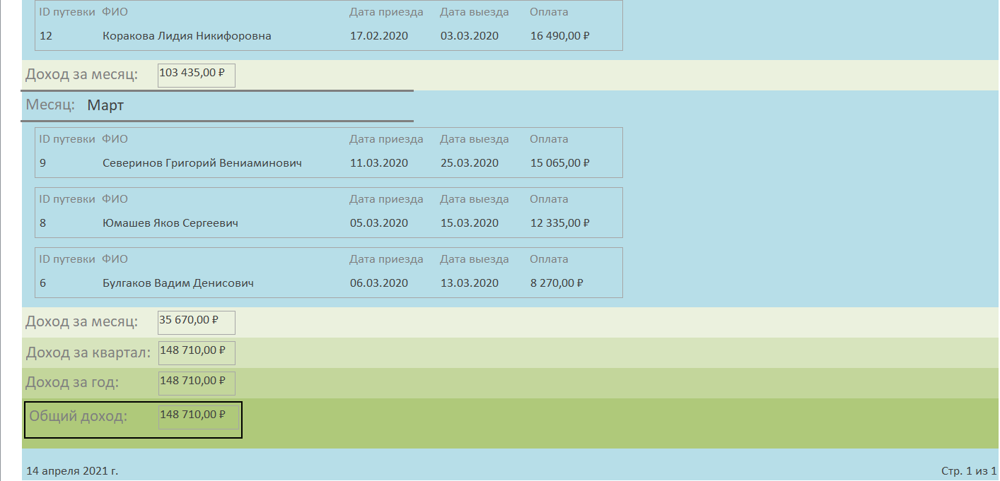 ID путевки ФИО Дата приезда Дата выезда Оплата
12 Коракова Лидия Никифоровна 17.02.2020 03.03.2020 16 490,00 ₽
Доход за месяц: 103 435,00 ₽
Месяц: Март
ID путевки ФИО Дата приезда Дата выезда Оплата
9 Северинов Григорий Вениаминович 11.03.2020 25.03.2020 15 065,00 ₽
ID путевки ФИО Дата приезда Дата выезда Оплата
8 Юмашев Яков Сергеевич 05.03.2020 15.03.2020 12 335,00 ₽
ID путевки ФИО Дата приезда Дата выезда Оплата
6 Булгаков Вадим Денисович 06.03.2020 13.03.2020 8 270,00 ₽
Доход за месяц: 35 670,00 ₽
Доход за квартал: 148 710,00 ₽
Доход за год: 148 710,00 ₽
Общий доход: 148 710,00 ₽
14 апреля 2021 г. Стр. 1 из 1